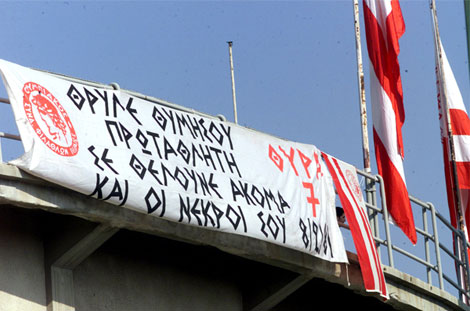 ΘΡΥΛΕ ΘΥΜΗΣΟΥ
ΠΡΩΤΑΘΛΗΤΗ
ΣΕ ΘΕΛΟΥΝΕ ΑΚΟΜΑ
ΚΑΙ ΟΙ ΝΕΚΡΟΙ ΣΟΥ 8/2/81
ΘΥΡΑ
7